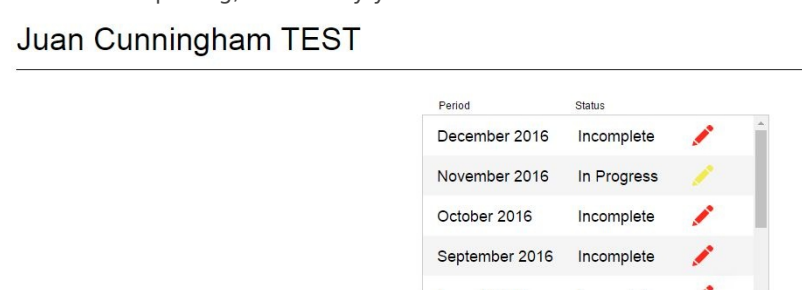 Juan Cunningham TEST
Period Status
December 2016 Incomplete
November 2016 In Progress
October 2016 Incomplete
September 2016 Incomplete